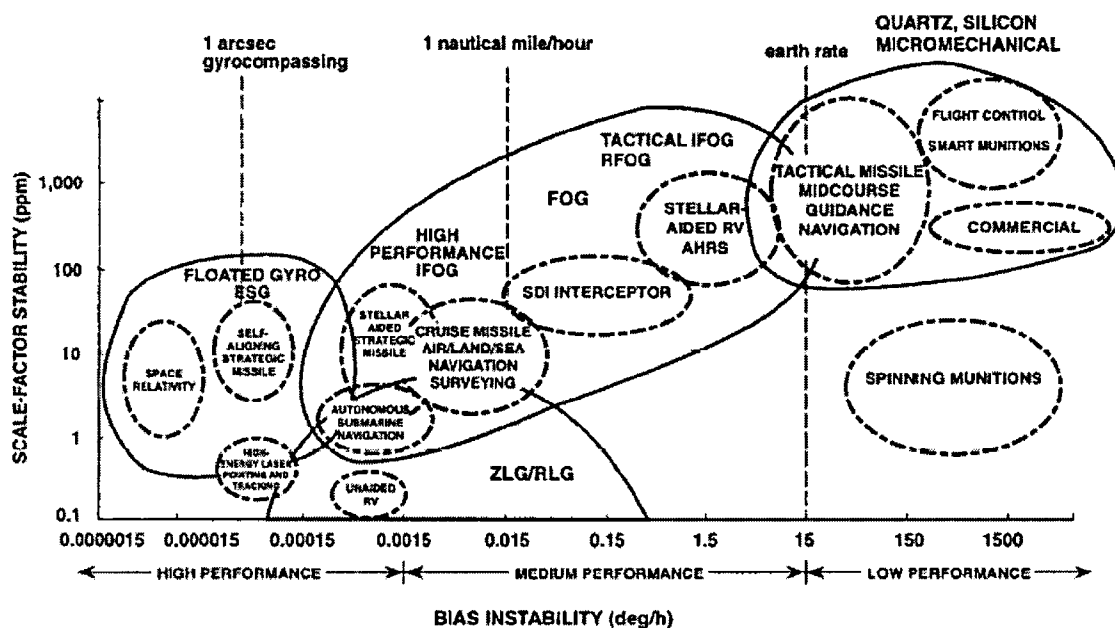 QUARTZ, SILICON
MICROMECHANICAL
1 arcsec
gyrocompassing
1 nautical mile/hour
earth rate
SCALE-FACTOR STABILITY (ppm)
1,000
100
10
1
0.1
FLIGHT CONTROL
SMART MUNITIONS
TACTICAL IFOG
RFOG
TACTICAL MISSILE
MIDCOURSE
GUIDANCE
NAVIGATION
FOG
STELLAR-
AIDED RV
AHRS
COMMERCIAL
HIGH
PERFORMANCE
IFOG
FLOATED GYRO
ESG
SDI INTERCEPTOR
STELLAR
AIDED
STRATEGIC
MISSILE
CRUISE MISSILE
AIR/LAND/SEA
NAVIGATION
SURVEYING
SELF-
ALIGNING
STRATEGIC
MISSILE
SPACE
RELATIVITY
SPINNING MUNITIONS
AUTONOMOUS
SUBMARINE
NAVIGATION
HIGH-
ENERGY LASER
POINTING AND
TRACKING
UNAIDED
RV
ZLG/RLG
0.0000015 0.000015 0.00015 0.0015 0.015 0.15 1.5 15 150 1500
HIGH PERFORMANCE MEDIUM PERFORMANCE LOW PERFORMANCE
BIAS INSTABILITY (deg/h)